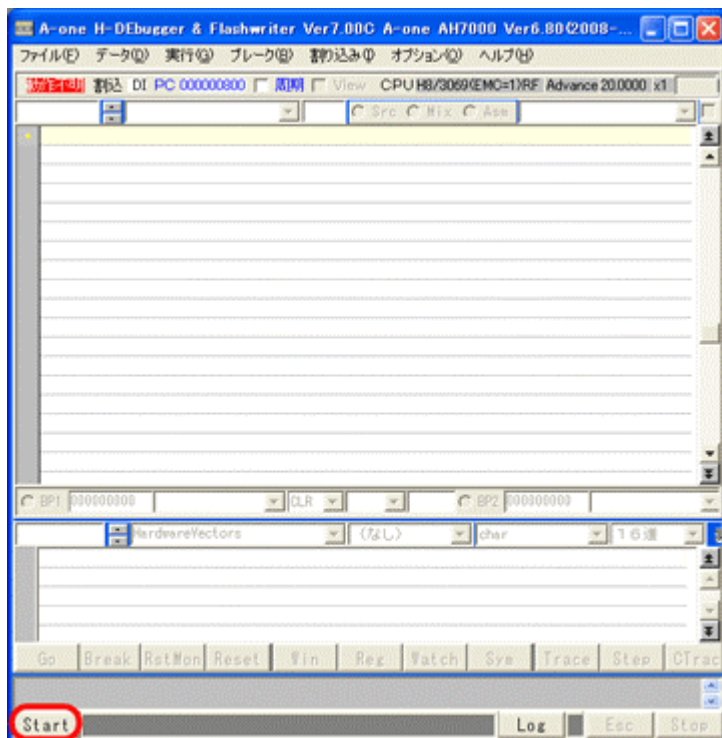 A-one H-DEbugger & Flashwriter Ver7.00C A-one AH7000 Ver6.80(2008-...
ファイル(F) データ(D) 実行(G) ブレーク(B) 割り込み(I) オプション(O) ヘルプ(H)
割込 DI PC 000000800 周期 View CPU H8/3069(EMC=1)RF Advance 20.0000 x1
Src Mix Asm
BP1 000000000 CLR BP2 000000000
HardwareVectors (なし) char 16進
Go Break RstMon Reset Win Reg Watch Sym Trace Step CTrac
Start Log Esc Stop